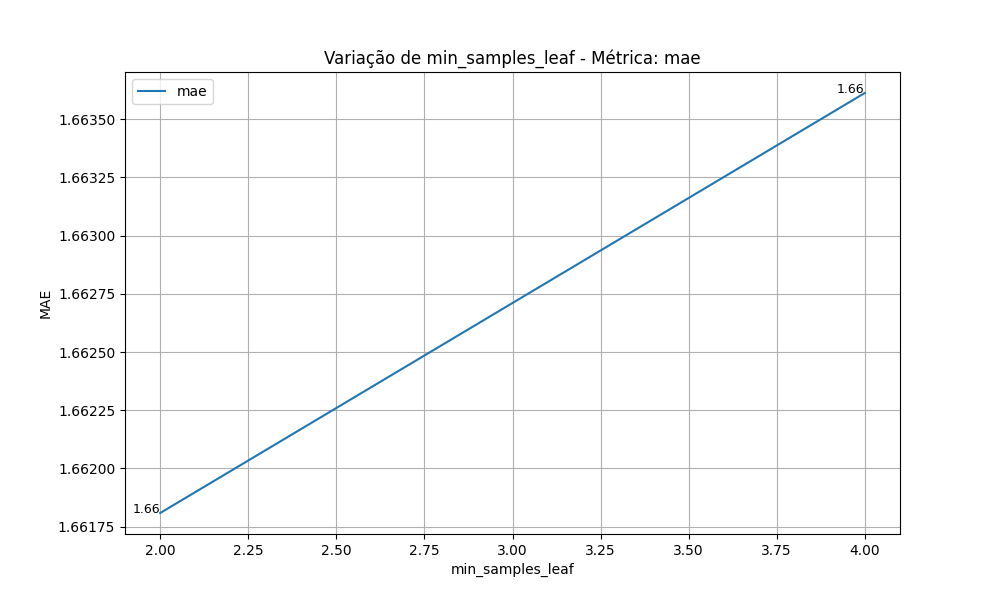 Variação de min_samples_leaf - Métrica: mae
mae
1.66
1.66350
1.66325
1.66300
1.66275
1.66250
1.66225
1.66200
1.66175
MAE
1.66
2.00 2.25 2.50 2.75 3.00 3.25 3.50 3.75 4.00
min_samples_leaf